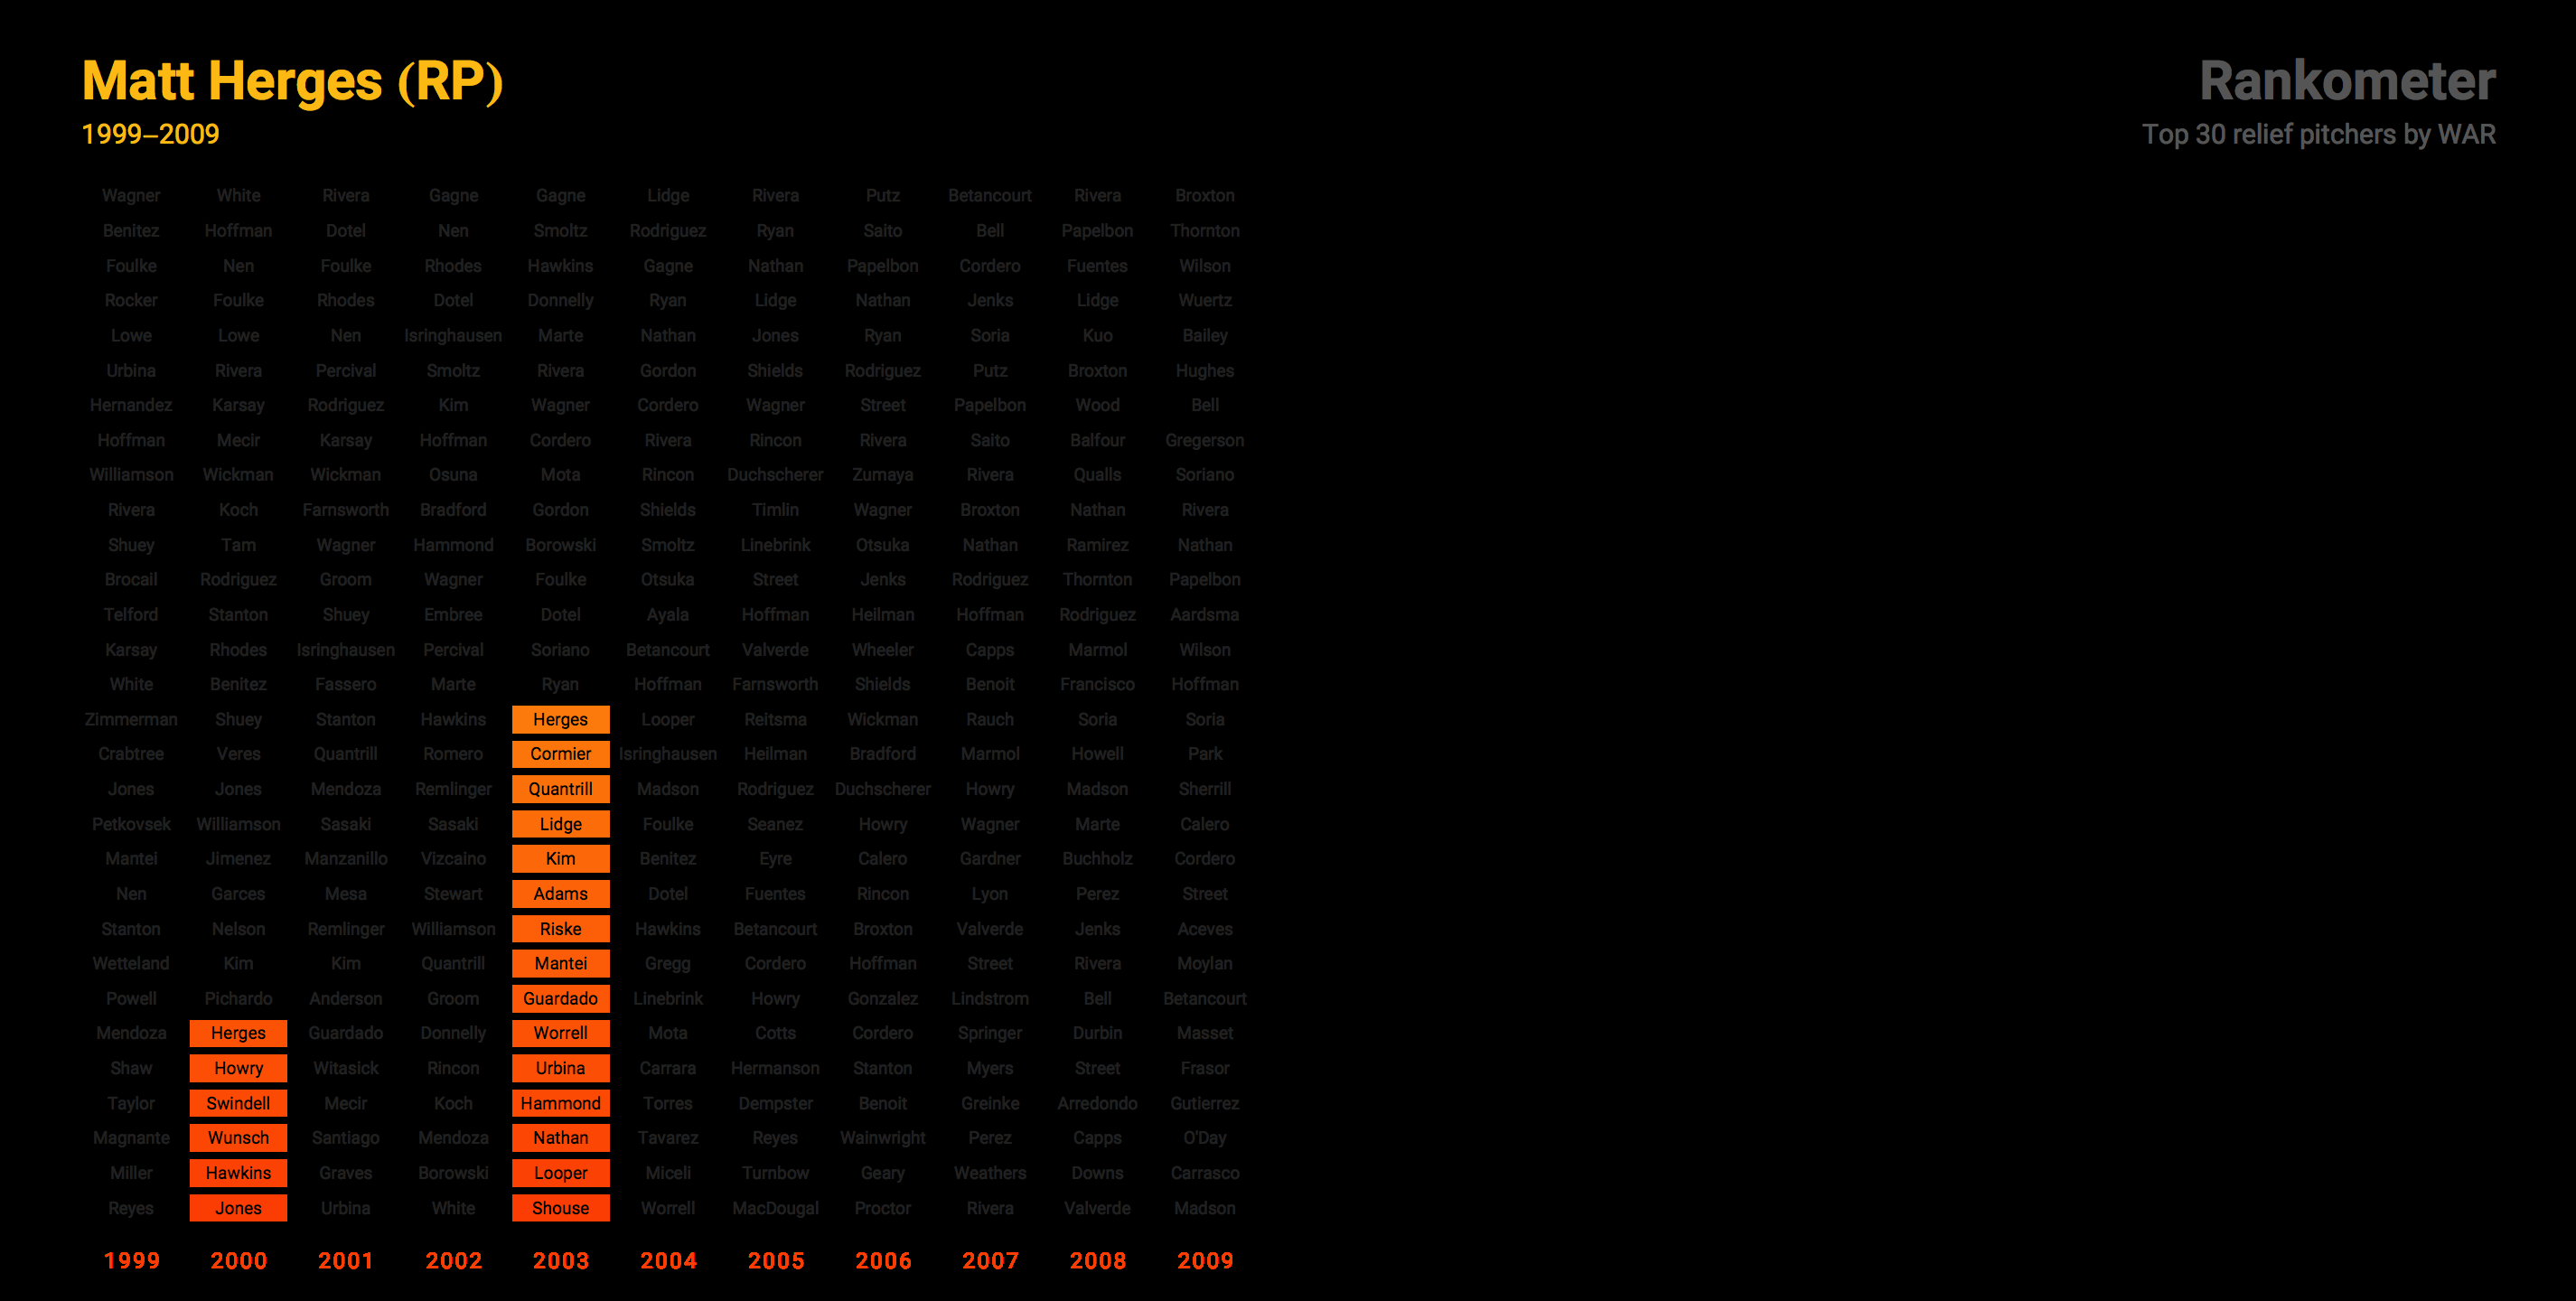 Matt Herges (RP)
1999–2009
Rankometer
Top 30 relief pitchers by WAR
Wagner White Rivera Gagne Gagne Lidge Rivera Putz Betancourt Rivera Broxton
Benitez Hoffman Dotel Nen Smoltz Rodriguez Ryan Saito Bell Papelbon Thornton
Foulke Nen Foulke Rhodes Hawkins Gagne Nathan Papelbon Cordero Fuentes Wilson
Rocker Foulke Rhodes Dotel Donnelly Ryan Lidge Nathan Jenks Lidge Wuertz
Lowe Lowe Nen Isringhausen Marte Nathan Jones Ryan Soria Kuo Bailey
Urbina Rivera Percival Smoltz Rivera Gordon Shields Rodriguez Putz Broxton Hughes
Hernandez Karsay Rodriguez Kim Wagner Cordero Wagner Street Papelbon Wood Bell
Hoffman Mecir Karsay Hoffman Cordero Rivera Rincon Rivera Saito Balfour Gregerson
Williamson Wickman Wickman Osuna Mota Rincon Duchscherer Zumaya Rivera Qualls Soriano
Rivera Koch Farnsworth Bradford Gordon Shields Timlin Wagner Broxton Nathan Rivera
Shuey Tam Wagner Hammond Borowski Smoltz Linebrink Otsuka Nathan Ramirez Nathan
Brocail Rodriguez Groom Wagner Foulke Otsuka Street Jenks Rodriguez Thornton Papelbon
Telford Stanton Shuey Embree Dotel Ayala Hoffman Heilman Hoffman Rodriguez Aardsma
Karsay Rhodes Isringhausen Percival Soriano Betancourt Valverde Wheeler Capps Marmol Wilson
White Benitez Fassero Marte Ryan Hoffman Farnsworth Shields Benoit Francisco Hoffman
Zimmerman Shuey Stanton Hawkins Herges Looper Reitsma Wickman Rauch Soria Soria
Crabtree Veres Quantrill Romero Cormier Isringhausen Heilman Bradford Marmol Howell Park
Jones Jones Mendoza Remlinger Quantrill Madson Rodriguez Duchscherer Howry Madson Sherrill
Petkovsek Williamson Sasaki Sasaki Lidge Foulke Seanez Howry Wagner Marte Calero
Mantei Jimenez Manzanillo Vizcaino Kim Benitez Eyre Calero Gardner Buchholz Cordero
Nen Garces Mesa Stewart Adams Dotel Fuentes Rincon Lyon Perez Street
Stanton Nelson Remlinger Williamson Riske Hawkins Betancourt Broxton Valverde Jenks Aceves
Wetteland Kim Kim Quantrill Mantei Gregg Cordero Hoffman Street Rivera Moylan
Powell Pichardo Anderson Groom Guardado Linebrink Howry Gonzalez Lindstrom Bell Betancourt
Mendoza Herges Guardado Donnelly Worrell Mota Cotts Cordero Springer Durbin Masset
Shaw Howry Witasick Rincon Urbina Carrara Hermanson Stanton Myers Street Frasor
Taylor Swindell Mecir Koch Hammond Torres Dempster Benoit Greinke Arredondo Gutierrez
Magnante Wunsch Santiago Mendoza Nathan Tavarez Reyes Wainwright Perez Capps O'Day
Miller Hawkins Graves Borowski Looper Miceli Turnbow Geary Weathers Downs Carrasco
Reyes Jones Urbina White Shouse Worrell MacDougal Proctor Rivera Valverde Madson
1999 2000 2001 2002 2003 2004 2005 2006 2007 2008 2009